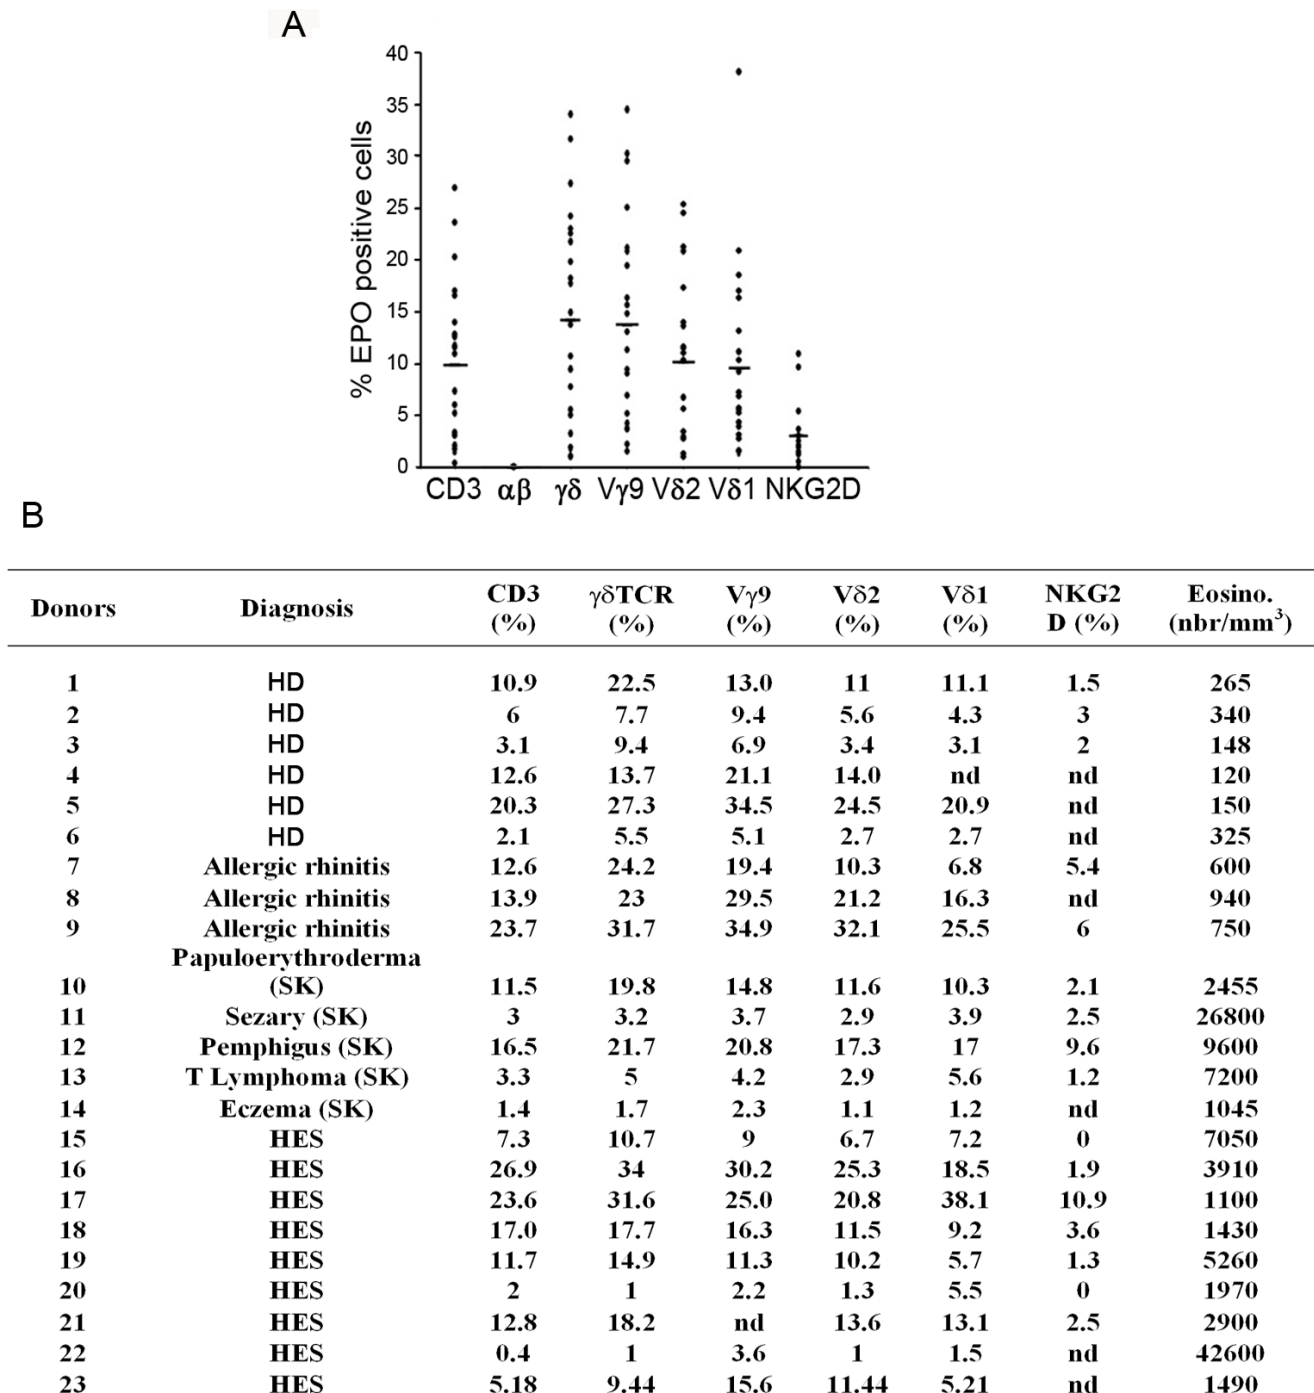 A
% EPO positive cells
40
35
30
25
20
15
10
5
0
CD3 αβ γδ Vγ9 Vδ2 Vδ1 NKG2D
B
Donors Diagnosis CD3 (%) γδTCR (%) Vγ9 (%) Vδ2 (%) Vδ1 (%) NKG2 D (%) Eosino. (nbr/mm³)
1 HD 10.9 22.5 13.0 11 11.1 1.5 265
2 HD 6 7.7 9.4 5.6 4.3 3 340
3 HD 3.1 9.4 6.9 3.4 3.1 2 148
4 HD 12.6 13.7 21.1 14.0 nd nd 120
5 HD 20.3 27.3 34.5 24.5 20.9 nd 150
6 HD 2.1 5.5 5.1 2.7 2.7 nd 325
7 Allergic rhinitis 12.6 24.2 19.4 10.3 6.8 5.4 600
8 Allergic rhinitis 13.9 23 29.5 21.2 16.3 nd 940
9 Allergic rhinitis 23.7 31.7 34.9 32.1 25.5 6 750
Papuloerythroderma
10 (SK) 11.5 19.8 14.8 11.6 10.3 2.1 2455
11 Sezary (SK) 3 3.2 3.7 2.9 3.9 2.5 26800
12 Pemphigus (SK) 16.5 21.7 20.8 17.3 17 9.6 9600
13 T Lymphoma (SK) 3.3 5 4.2 2.9 5.6 1.2 7200
14 Eczema (SK) 1.4 1.7 2.3 1.1 1.2 nd 1045
15 HES 7.3 10.7 9 6.7 7.2 0 7050
16 HES 26.9 34 30.2 25.3 18.5 1.9 3910
17 HES 23.6 31.6 25.0 20.8 38.1 10.9 1100
18 HES 17.0 17.7 16.3 11.5 9.2 3.6 1430
19 HES 11.7 14.9 11.3 10.2 5.7 1.3 5260
20 HES 2 1 2.2 1.3 5.5 0 1970
21 HES 12.8 18.2 nd 13.6 13.1 2.5 2900
22 HES 0.4 1 3.6 1 1.5 nd 42600
23 HES 5.18 9.44 15.6 11.44 5.21 nd 1490